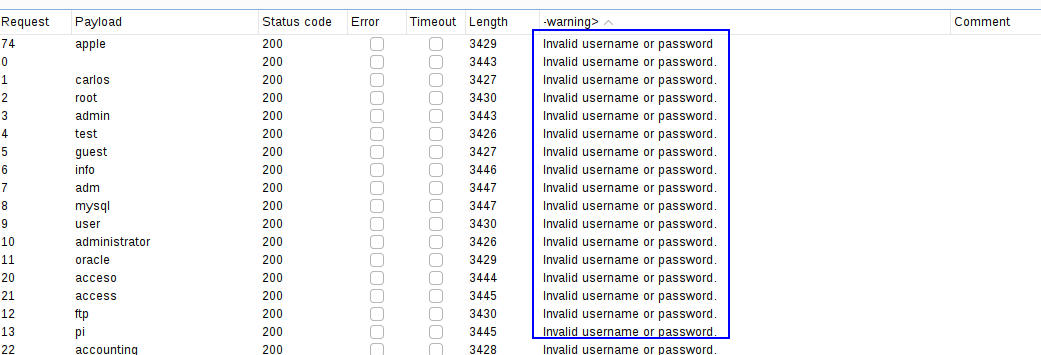 Request Payload Status code Error Timeout Length -warning> Comment
74 apple 200 3429 Invalid username or password
0 200 3443 Invalid username or password.
1 carlos 200 3427 Invalid username or password.
2 root 200 3430 Invalid username or password.
3 admin 200 3443 Invalid username or password.
4 test 200 3426 Invalid username or password.
5 guest 200 3427 Invalid username or password.
6 info 200 3446 Invalid username or password.
7 adm 200 3447 Invalid username or password.
8 mysql 200 3447 Invalid username or password.
9 user 200 3430 Invalid username or password.
10 administrator 200 3426 Invalid username or password.
11 oracle 200 3429 Invalid username or password.
20 acceso 200 3444 Invalid username or password.
21 access 200 3445 Invalid username or password.
12 ftp 200 3430 Invalid username or password.
13 pi 200 3445 Invalid username or password.
22 accounting 200 3428 Invalid username or password.